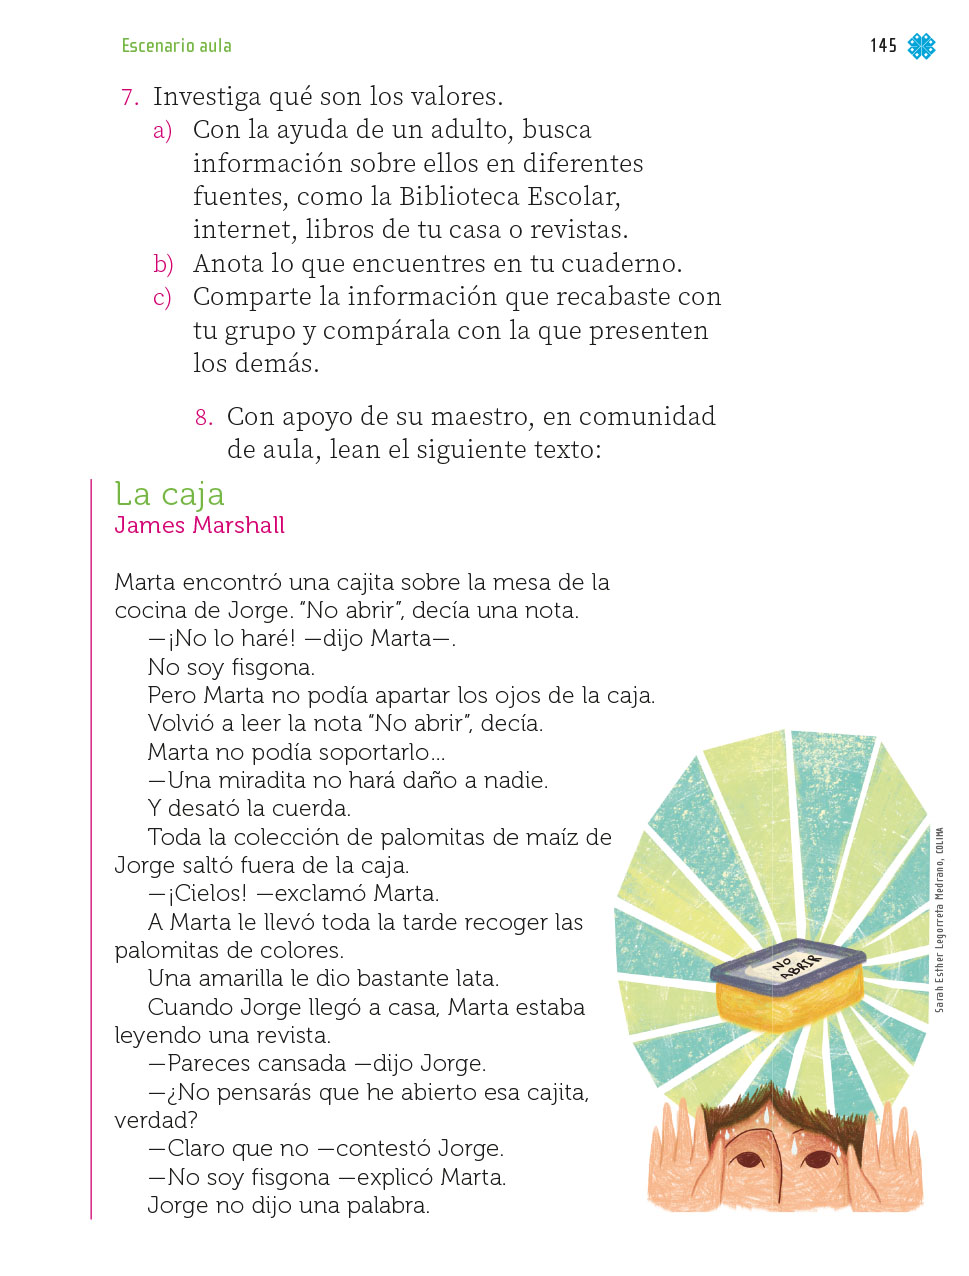 Escenario aula
145
7. Investiga qué son los valores.
a) Con la ayuda de un adulto, busca
información sobre ellos en diferentes
fuentes, como la Biblioteca Escolar,
internet, libros de tu casa o revistas.
b) Anota lo que encuentres en tu cuaderno.
c) Comparte la información que recabaste con
tu grupo y compárala con la que presenten
los demás.
8. Con apoyo de su maestro, en comunidad
de aula, lean el siguiente texto:
La caja
James Marshall
Marta encontró una cajita sobre la mesa de la
cocina de Jorge. “No abrir”, decía una nota.
—¡No lo haré! —dijo Marta—.
No soy fisgona.
Pero Marta no podía apartar los ojos de la caja.
Volvió a leer la nota “No abrir”, decía.
Marta no podía soportarlo...
—Una miradita no hará daño a nadie.
Y desató la cuerda.
Toda la colección de palomitas de maíz de
Jorge saltó fuera de la caja.
—¡Cielos! —exclamó Marta.
A Marta le llevó toda la tarde recoger las
palomitas de colores.
Una amarilla le dio bastante lata.
Cuando Jorge llegó a casa, Marta estaba
leyendo una revista.
—Pareces cansada —dijo Jorge.
—¿No pensarás que he abierto esa cajita,
verdad?
—Claro que no —contestó Jorge.
—No soy fisgona —explicó Marta.
Jorge no dijo una palabra.
NO
ABRIR
Sarah Esther Legorreta Medrano, COLIMA